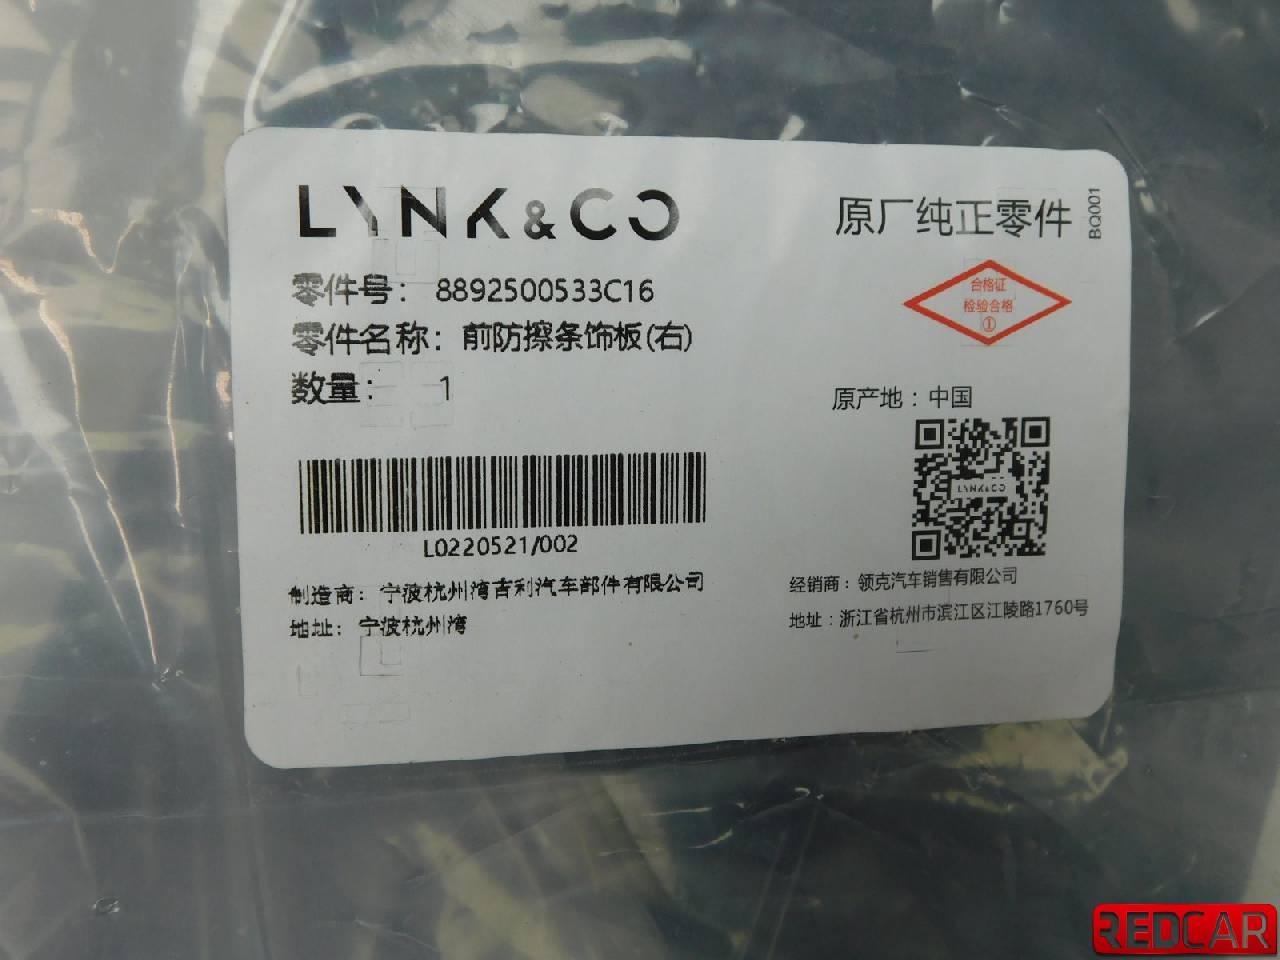 LYNK&CO
原厂纯正零件
BQ001
零件号： 8892500533C16
零件名称：前防擦条饰板(右)
数量： 1
合格证
检验合格
①
原产地：中国
LYNK&CO
L0220521/002
制造商： 宁波杭州湾吉利汽车部件有限公司
地址： 宁波杭州湾
经销商：领克汽车销售有限公司
地址：浙江省杭州市滨江区江陵路1760号
REDCAR